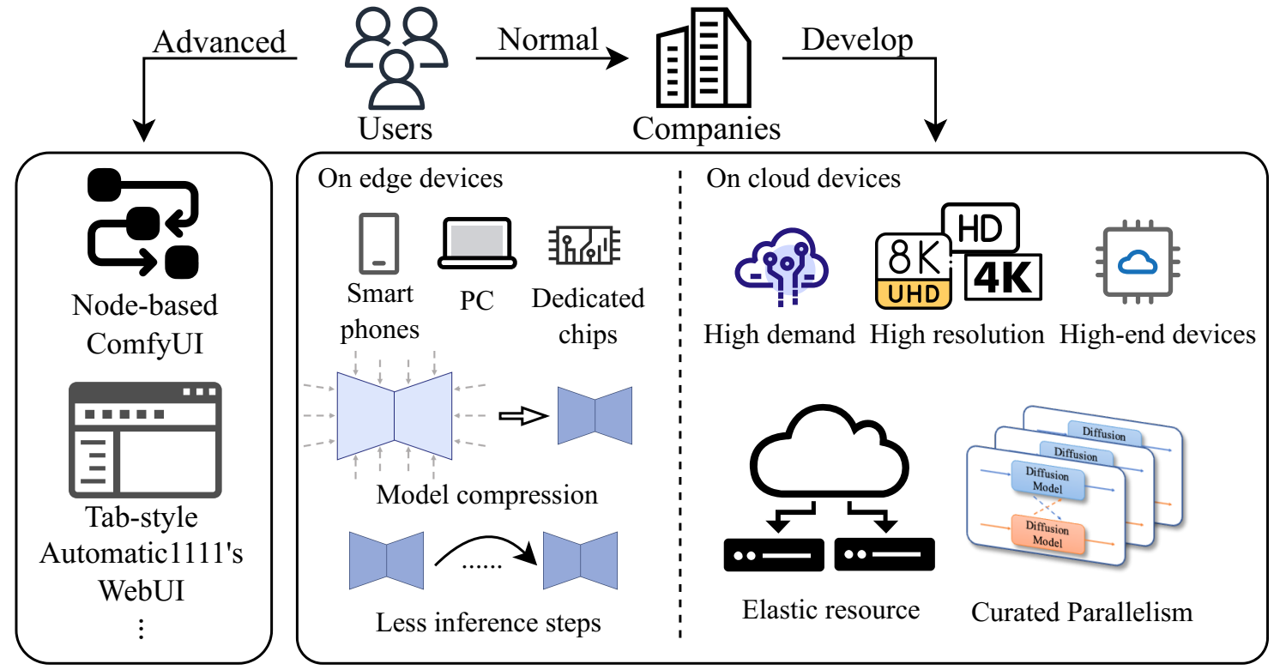 Advanced
Normal
Develop
Users
Companies
Node-based
ComfyUI
Tab-style
Automatic1111's
WebUI
⋮
On edge devices
Smart
phones
PC
Dedicated
chips
Model compression
......
Less inference steps
On cloud devices
8K
UHD
HD
4K
High demand
High resolution
High-end devices
Elastic resource
Diffusion
Diffusion
Diffusion
Model
Diffusion
Model
Curated Parallelism